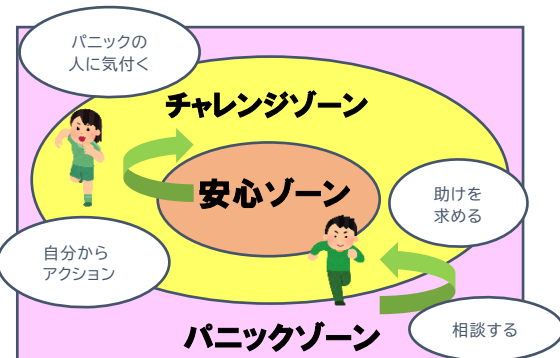 パニックの
人に気付く
チャレンジゾーン
安心ゾーン
助けを
求める
自分から
アクション
相談する
パニックゾーン